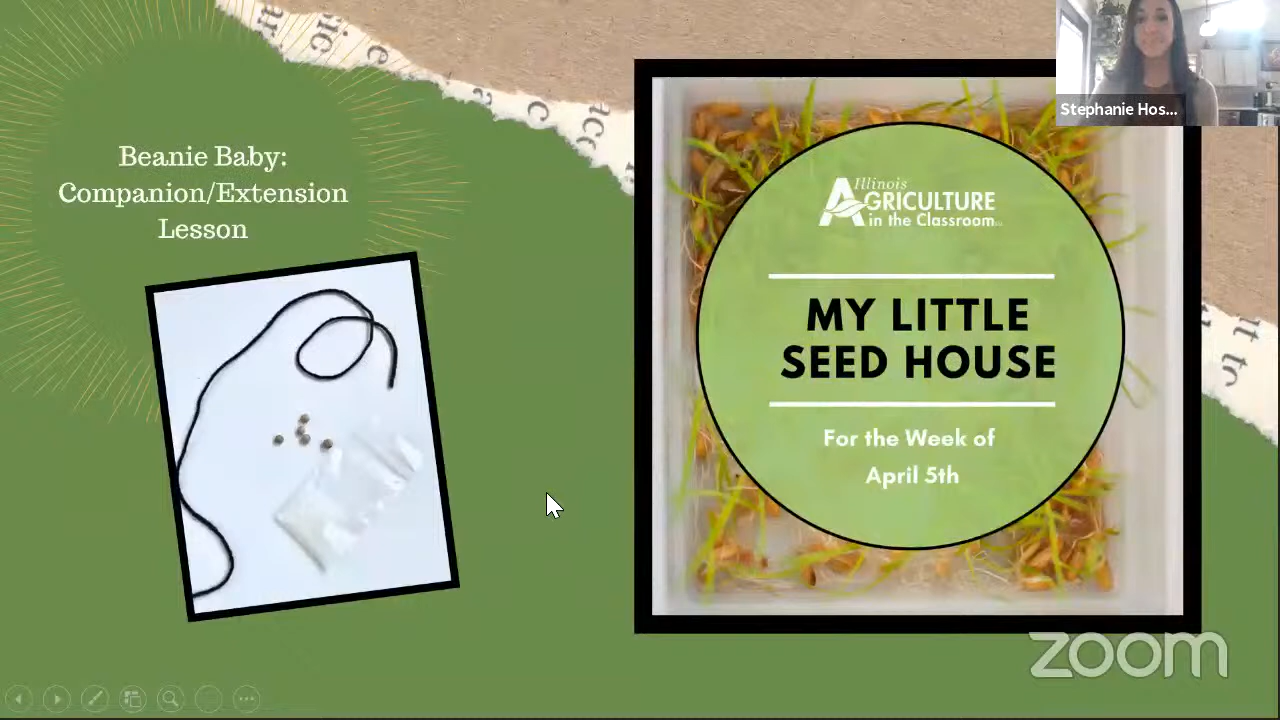 Beanie Baby:
Companion/Extension
Lesson
Illinois
AGRICULTURE
in the Classroom
MY LITTLE
SEED HOUSE
For the Week of
April 5th
Stephanie Hos...
zoom